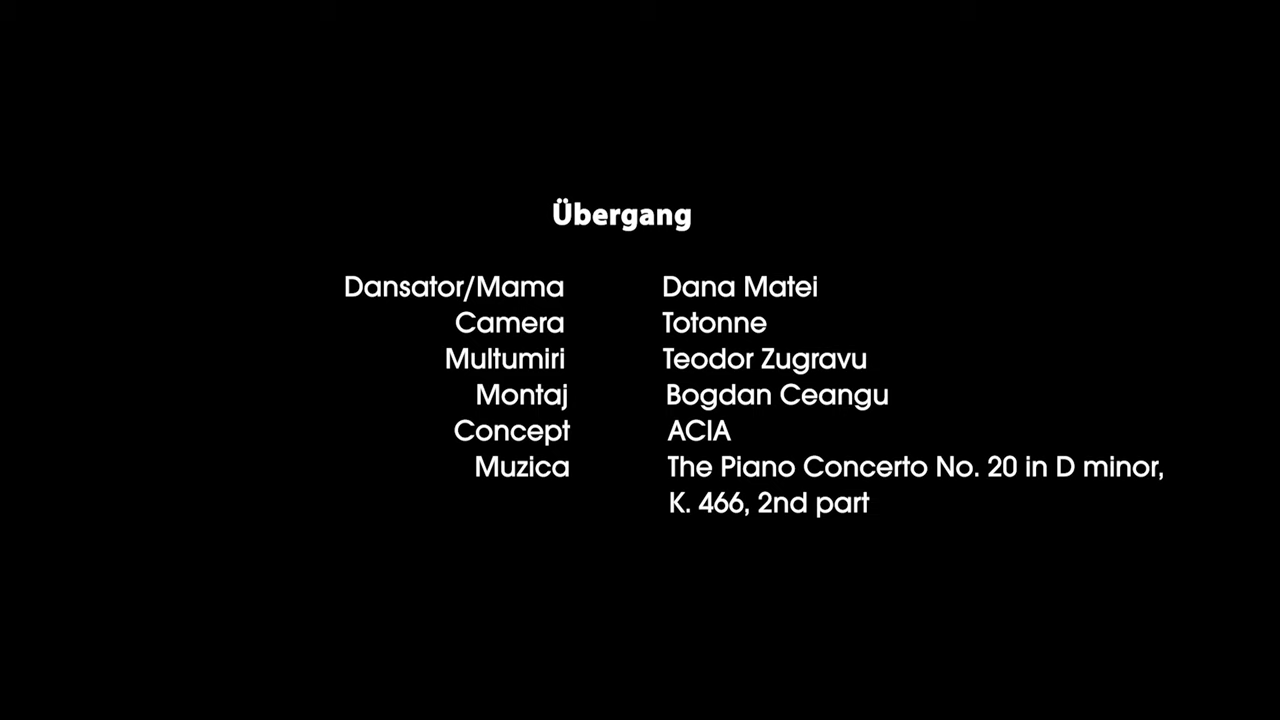 Übergang
Dansator/Mama Dana Matei
Camera Totonne
Multumiri Teodor Zugravu
Montaj Bogdan Ceangu
Concept ACIA
Muzica The Piano Concerto No. 20 in D minor,
K. 466, 2nd part